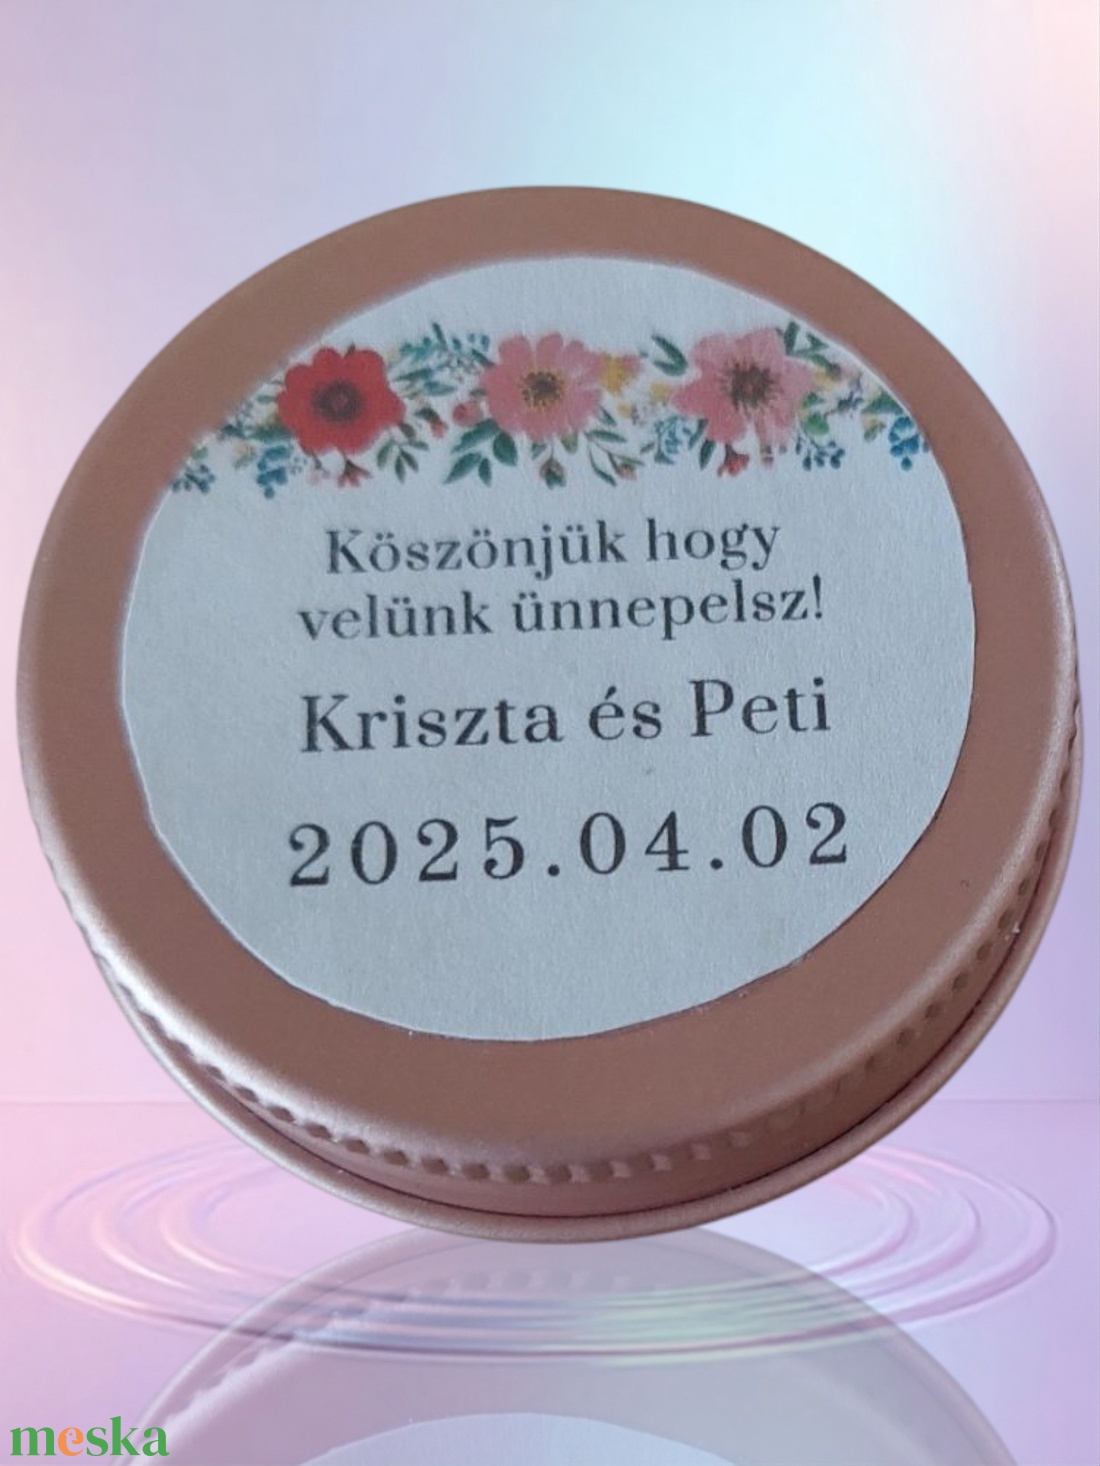 Köszönjük hogy
velünk ünnepelsz!
Kriszta és Peti
2025.04.02
meska